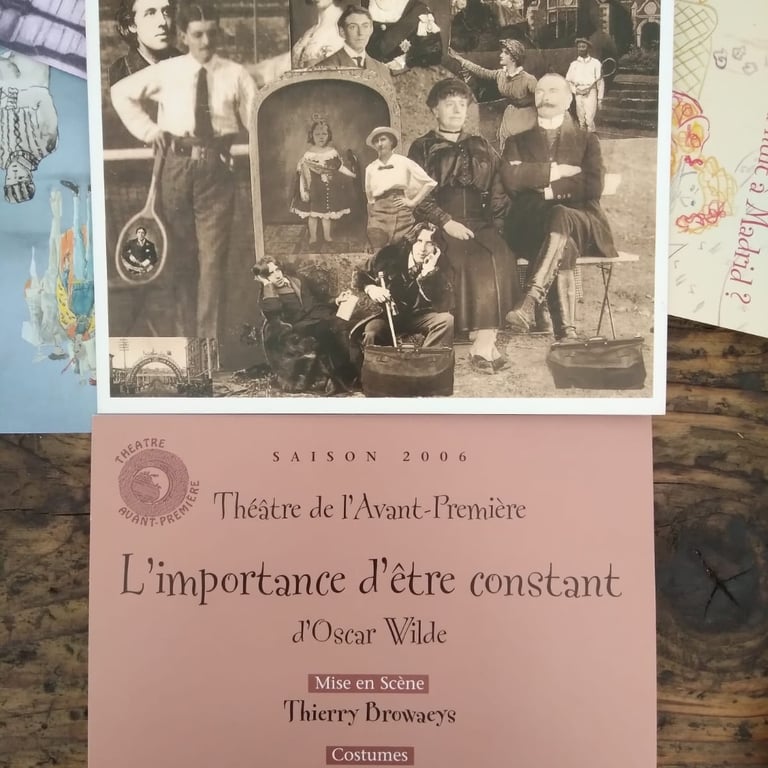 THEATRE
AVANT-PREMIÈRE
SAISON 2006
Théâtre de l'Avant-Première
L'importance d'être constant
d'Oscar Wilde
Mise en Scène
Thierry Browaeys
Costumes
à Madrid ?